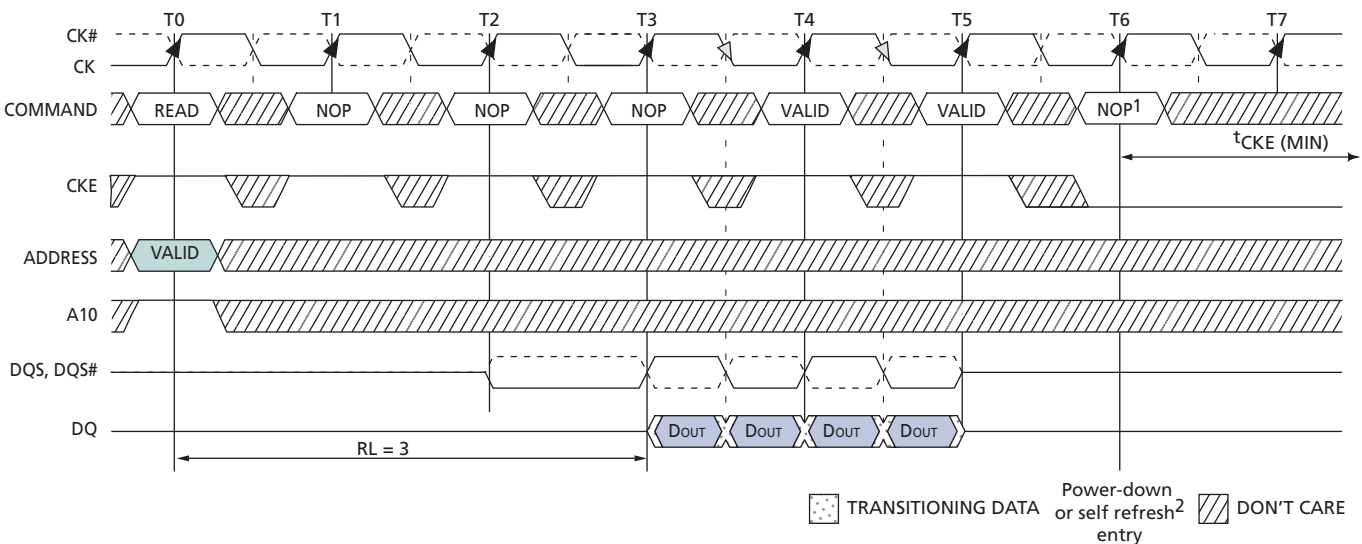 T0 T1 T2 T3 T4 T5 T6 T7
CK#
CK
COMMAND READ NOP NOP NOP VALID VALID NOP1
tCKE (MIN)
CKE
ADDRESS VALID
A10
DQS, DQS#
DQ DOUT DOUT DOUT DOUT
RL = 3
TRANSITIONING DATA
Power-down
or self refresh2
entry
DON'T CARE